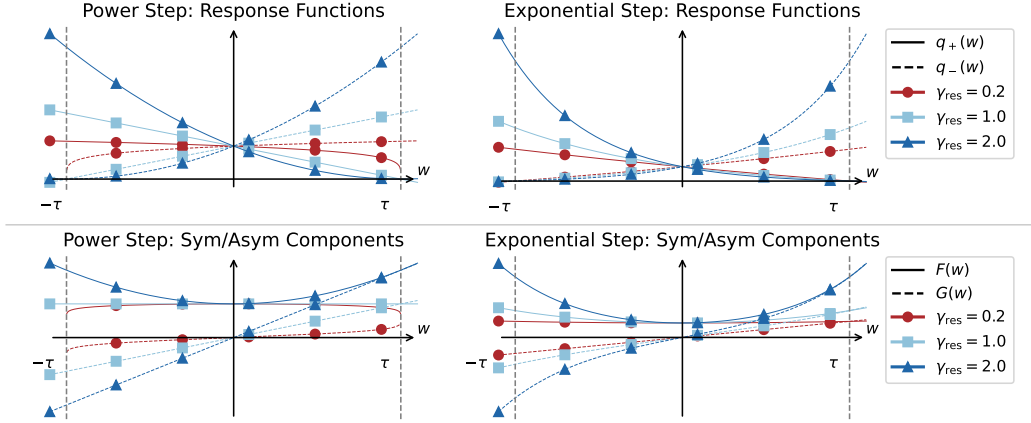 Power Step: Response Functions
Exponential Step: Response Functions
w
−τ
τ
w
−τ
τ
q₊(w)
q₋(w)
γres = 0.2
γres = 1.0
γres = 2.0
Power Step: Sym/Asym Components
Exponential Step: Sym/Asym Components
w
−τ
τ
w
−τ
τ
F(w)
G(w)
γres = 0.2
γres = 1.0
γres = 2.0